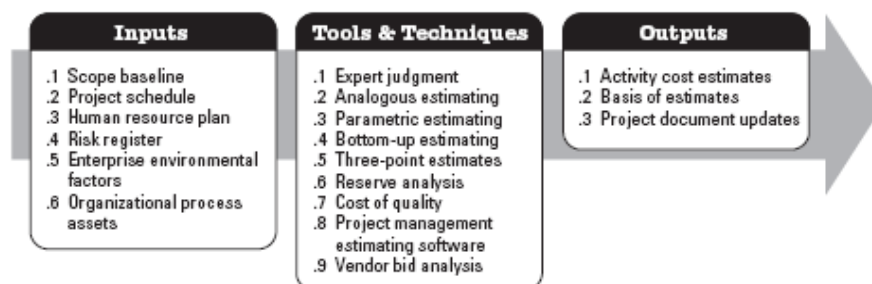 Inputs
.1 Scope baseline
.2 Project schedule
.3 Human resource plan
.4 Risk register
.5 Enterprise environmental
factors
.6 Organizational process
assets
Tools & Techniques
.1 Expert judgment
.2 Analogous estimating
.3 Parametric estimating
.4 Bottom-up estimating
.5 Three-point estimates
.6 Reserve analysis
.7 Cost of quality
.8 Project management
estimating software
.9 Vendor bid analysis
Outputs
.1 Activity cost estimates
.2 Basis of estimates
.3 Project document updates